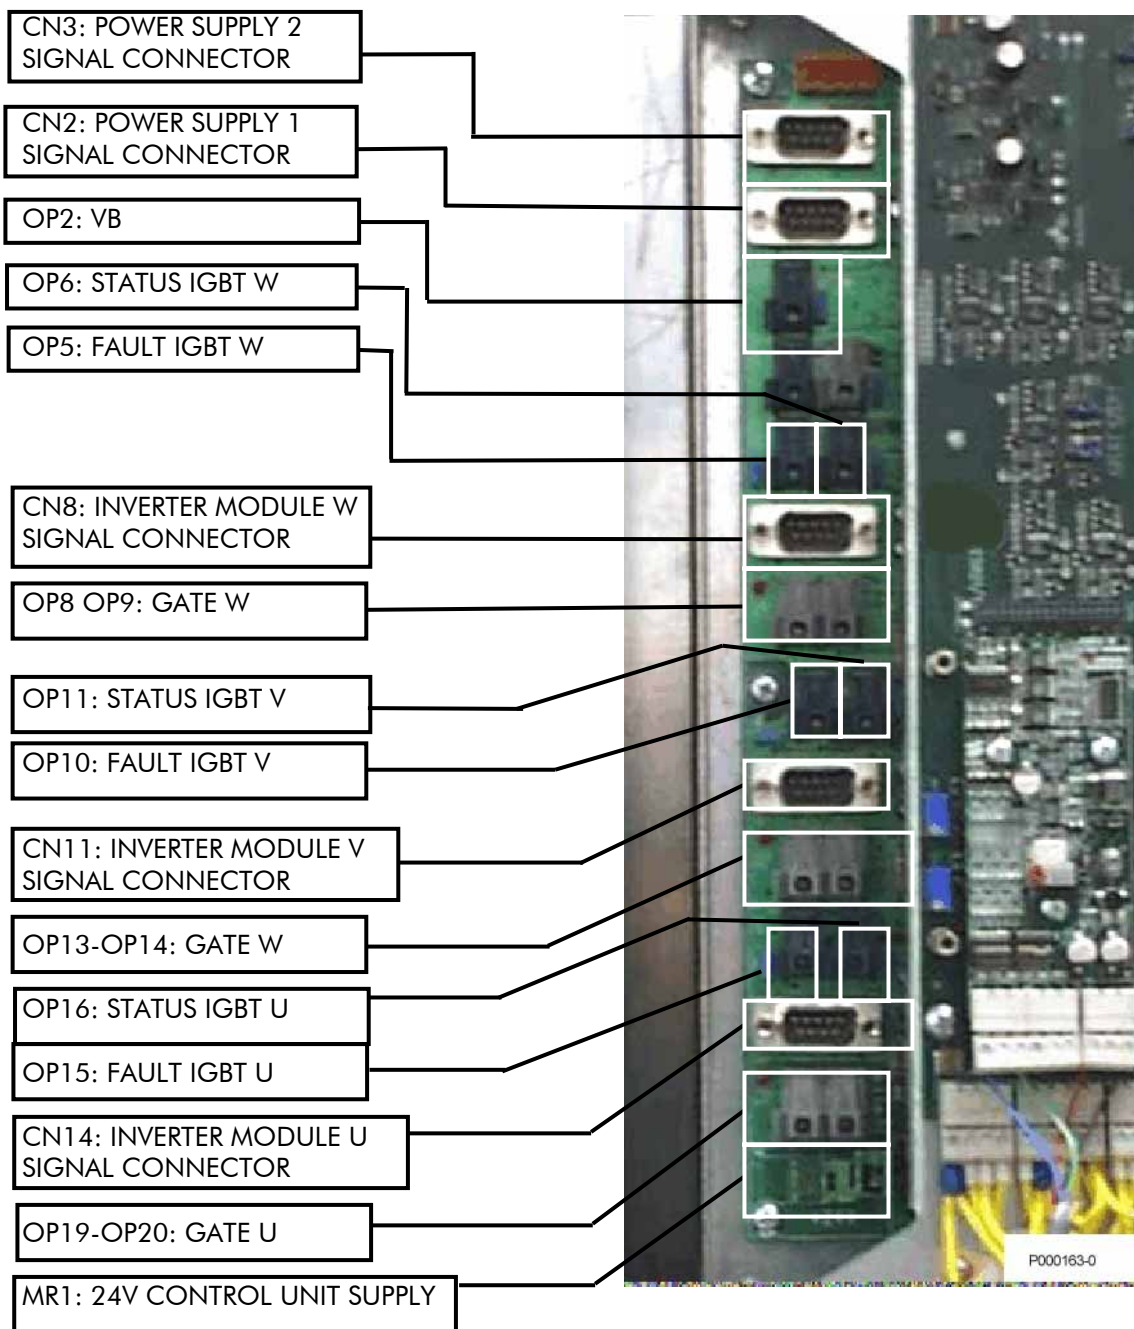 CN3: POWER SUPPLY 2
SIGNAL CONNECTOR
CN2: POWER SUPPLY 1
SIGNAL CONNECTOR
OP2: VB
OP6: STATUS IGBT W
OP5: FAULT IGBT W
CN8: INVERTER MODULE W
SIGNAL CONNECTOR
OP8 OP9: GATE W
OP11: STATUS IGBT V
OP10: FAULT IGBT V
CN11: INVERTER MODULE V
SIGNAL CONNECTOR
OP13-OP14: GATE W
OP16: STATUS IGBT U
OP15: FAULT IGBT U
CN14: INVERTER MODULE U
SIGNAL CONNECTOR
OP19-OP20: GATE U
MR1: 24V CONTROL UNIT SUPPLY
P000163-0